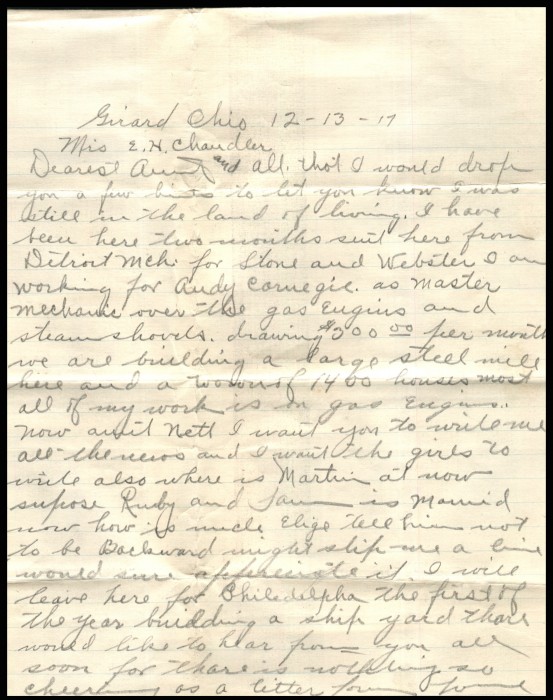 Girard Ohio 12-13-17
Mis E.H. Chandler
Dearest Aunt and all. that I would drop
you a few lines to let you know I was
still in the land of living. I have
been here two months sent here from
Ditroit Mch. for Stone and Webster I am
working for Andy Carnegie. as Master
Mechanic over the gas Engins and
steam shovels. drawing $200 00 per month
we are building a large steel mill
here and a of 1400 houses most
all of my work is on gas Engins.
now aunt Nett I want you to write me
all the news and I want the girls to
write also where is Martin at now
supose Ruby and is Married
now how is uncle Elige tell him not
to be Backward might slip me a line
would sure appreciate it. I will
leave here for Philidelpha the first of
the year building a ship yard thare
would like to hear from you all
soon for thare is nothing so
cheering as a letter from